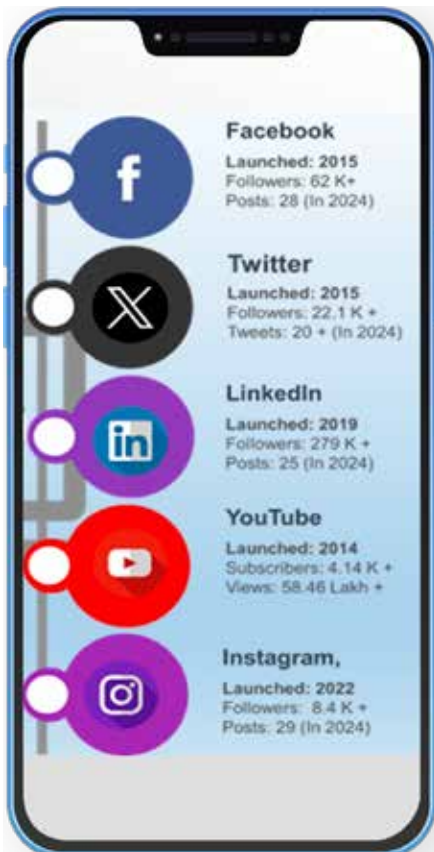 f
Facebook
Launched: 2015
Followers: 62 K+
Posts: 28 (In 2024)
X
Twitter
Launched: 2015
Followers: 22.1 K +
Tweets: 20 + (In 2024)
in
LinkedIn
Launched: 2019
Followers: 279 K +
Posts: 25 (In 2024)
YouTube
Launched: 2014
Subscribers: 4.14 K +
Views: 58.46 Lakh +
Instagram,
Launched: 2022
Followers: 8.4 K +
Posts: 29 (In 2024)